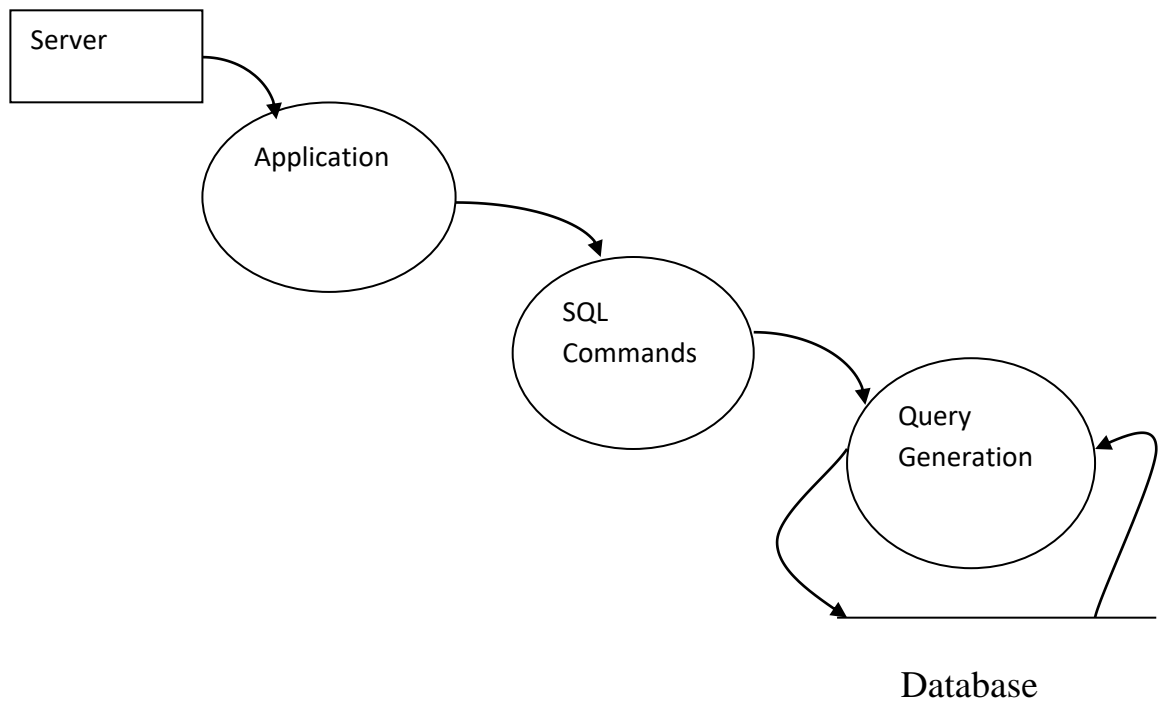 Server
Application
SQL
Commands
Query
Generation
Database